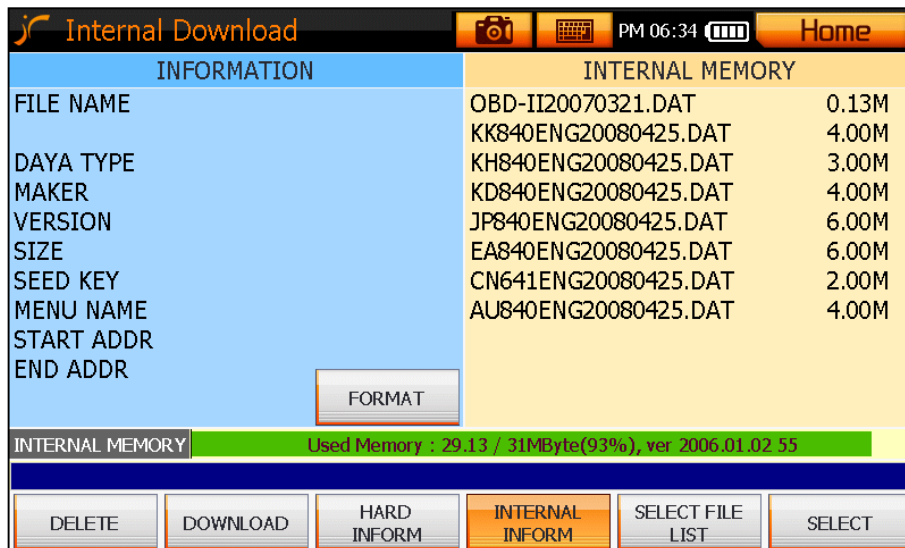 Internal Download
PM 06:34
Home
INFORMATION
FILE NAME
DAYA TYPE
MAKER
VERSION
SIZE
SEED KEY
MENU NAME
START ADDR
END ADDR
FORMAT
INTERNAL MEMORY
OBD-II20070321.DAT 0.13M
KK840ENG20080425.DAT 4.00M
KH840ENG20080425.DAT 3.00M
KD840ENG20080425.DAT 4.00M
JP840ENG20080425.DAT 6.00M
EA840ENG20080425.DAT 6.00M
CN641ENG20080425.DAT 2.00M
AU840ENG20080425.DAT 4.00M
INTERNAL MEMORY Used Memory : 29.13 / 31MByte(93%), ver 2006.01.02 55
DELETE
DOWNLOAD
HARD
INFORM
INTERNAL
INFORM
SELECT FILE
LIST
SELECT